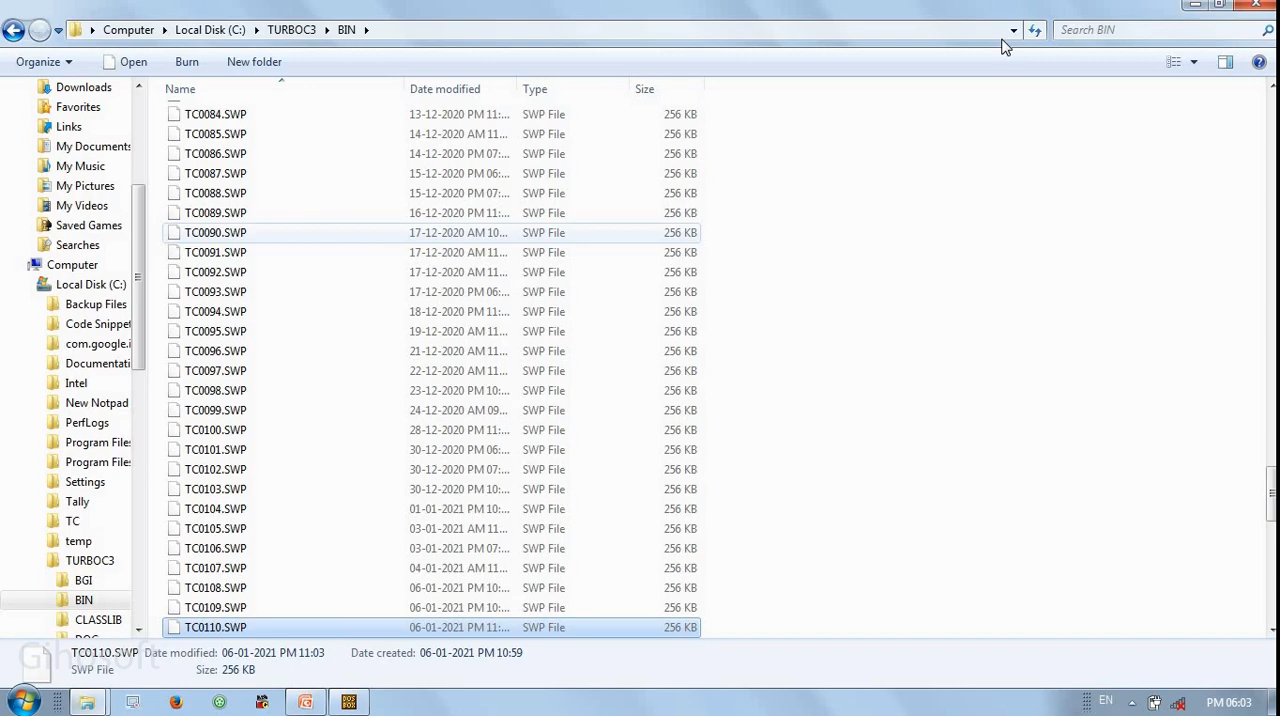 Computer Local Disk (C:) TURBOC3 BIN Search BIN
Organize Open Burn New folder
Name Date modified Type Size
Downloads
Favorites
Links
My Documents
My Music
My Pictures
My Videos
Saved Games
Searches
Computer
Local Disk (C:)
Backup Files
Code Snippet
com.google.i
Documentati
Intel
New Notpad
PerfLogs
Program Files
Program Files
Settings
Tally
TC
temp
TURBOC3
BGI
BIN
CLASSLIB
TC0084.SWP 13-12-2020 PM 11:... SWP File 256 KB
TC0085.SWP 14-12-2020 AM 11... SWP File 256 KB
TC0086.SWP 14-12-2020 PM 07:... SWP File 256 KB
TC0087.SWP 15-12-2020 PM 06:... SWP File 256 KB
TC0088.SWP 15-12-2020 PM 07:... SWP File 256 KB
TC0089.SWP 16-12-2020 PM 11:... SWP File 256 KB
TC0090.SWP 17-12-2020 AM 10... SWP File 256 KB
TC0091.SWP 17-12-2020 AM 11... SWP File 256 KB
TC0092.SWP 17-12-2020 AM 11... SWP File 256 KB
TC0093.SWP 17-12-2020 PM 06:... SWP File 256 KB
TC0094.SWP 18-12-2020 PM 11:... SWP File 256 KB
TC0095.SWP 19-12-2020 AM 11... SWP File 256 KB
TC0096.SWP 21-12-2020 AM 11... SWP File 256 KB
TC0097.SWP 22-12-2020 AM 11... SWP File 256 KB
TC0098.SWP 23-12-2020 PM 10:... SWP File 256 KB
TC0099.SWP 24-12-2020 AM 09... SWP File 256 KB
TC0100.SWP 28-12-2020 PM 11:... SWP File 256 KB
TC0101.SWP 30-12-2020 PM 06:... SWP File 256 KB
TC0102.SWP 30-12-2020 PM 07:... SWP File 256 KB
TC0103.SWP 30-12-2020 PM 10:... SWP File 256 KB
TC0104.SWP 01-01-2021 PM 10:... SWP File 256 KB
TC0105.SWP 03-01-2021 AM 11... SWP File 256 KB
TC0106.SWP 03-01-2021 PM 07:... SWP File 256 KB
TC0107.SWP 04-01-2021 AM 11... SWP File 256 KB
TC0108.SWP 06-01-2021 PM 10:... SWP File 256 KB
TC0109.SWP 06-01-2021 PM 10:... SWP File 256 KB
TC0110.SWP 06-01-2021 PM 11:... SWP File 256 KB
TC0110.SWP Date modified: 06-01-2021 PM 11:03 Date created: 06-01-2021 PM 10:59
SWP File Size: 256 KB
Gihosoft
DOS BOX EN PM 06:03